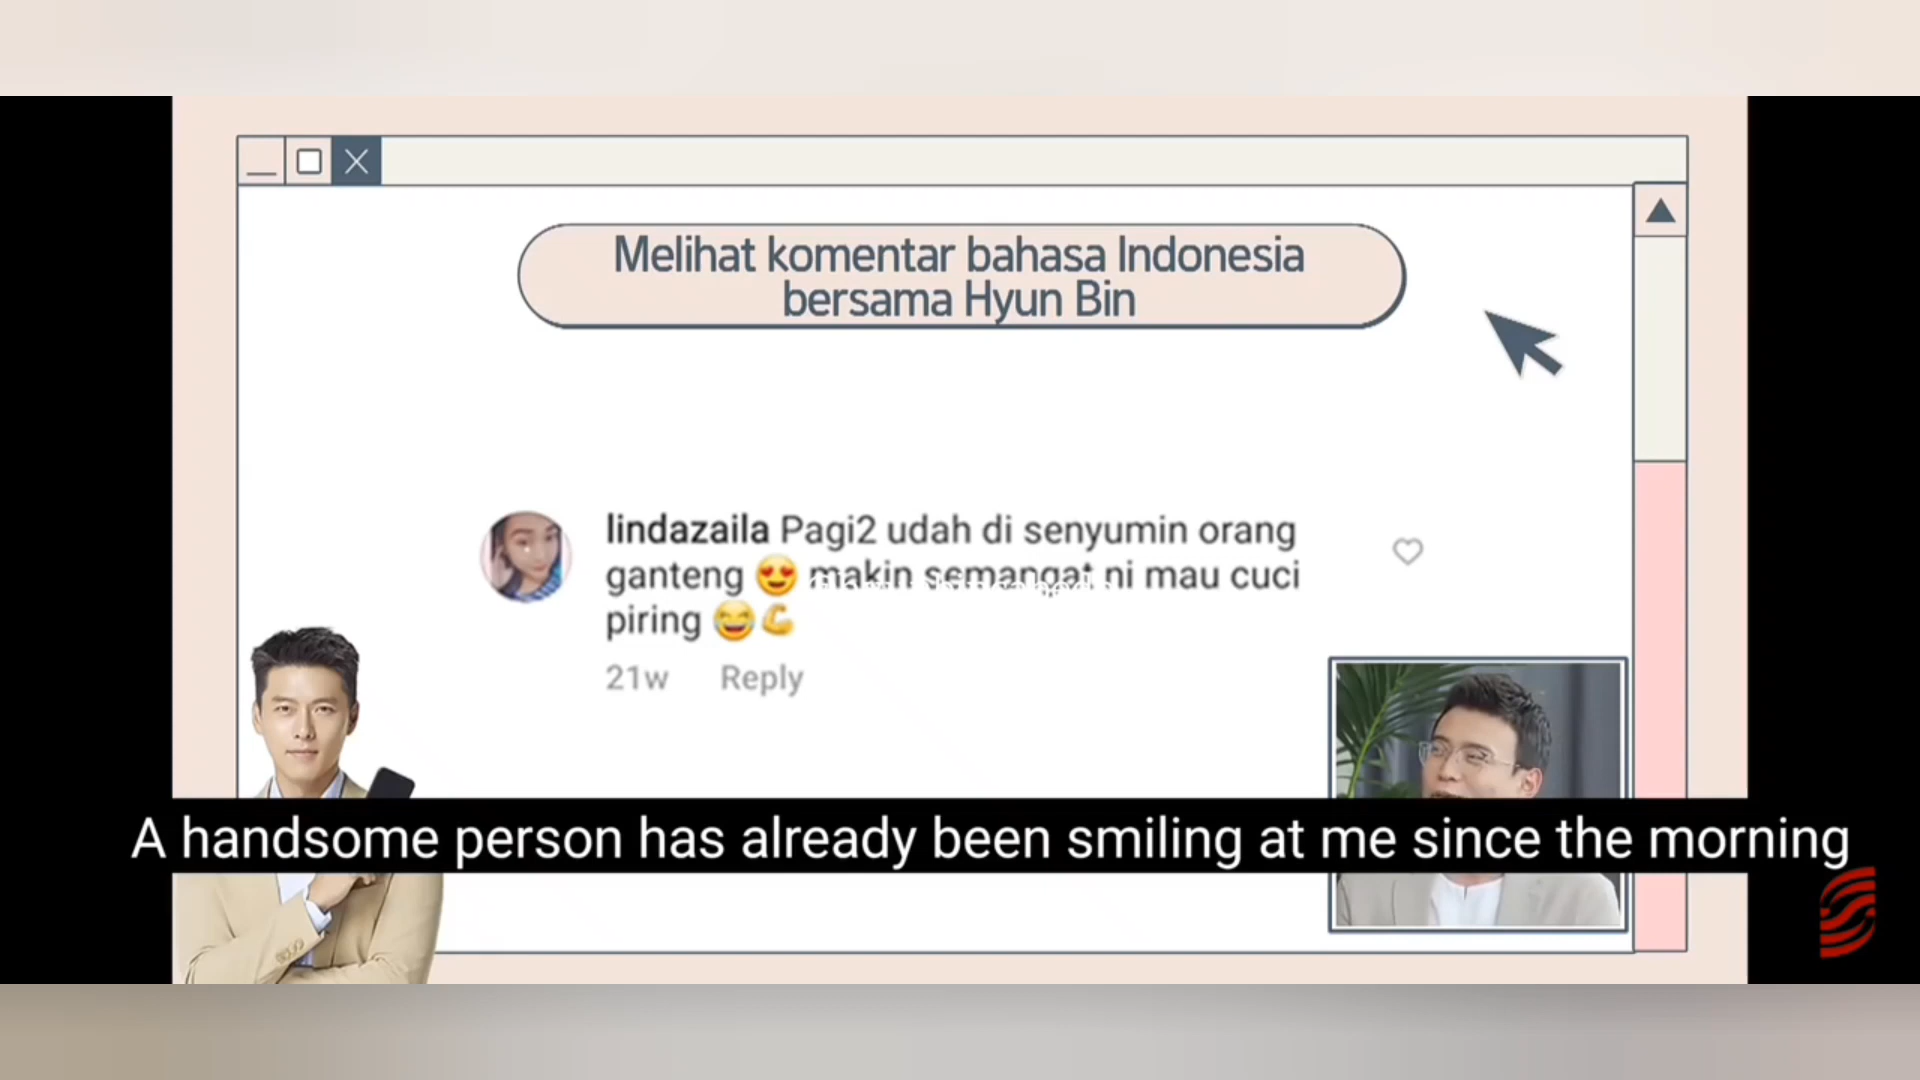 Melihat komentar bahasa Indonesia
bersama Hyun Bin
lindazaila Pagi2 udah di senyumin orang
ganteng 😍 makin semangat ni mau cuci
piring 😂💪
21w Reply
A handsome person has already been smiling at me since the morning